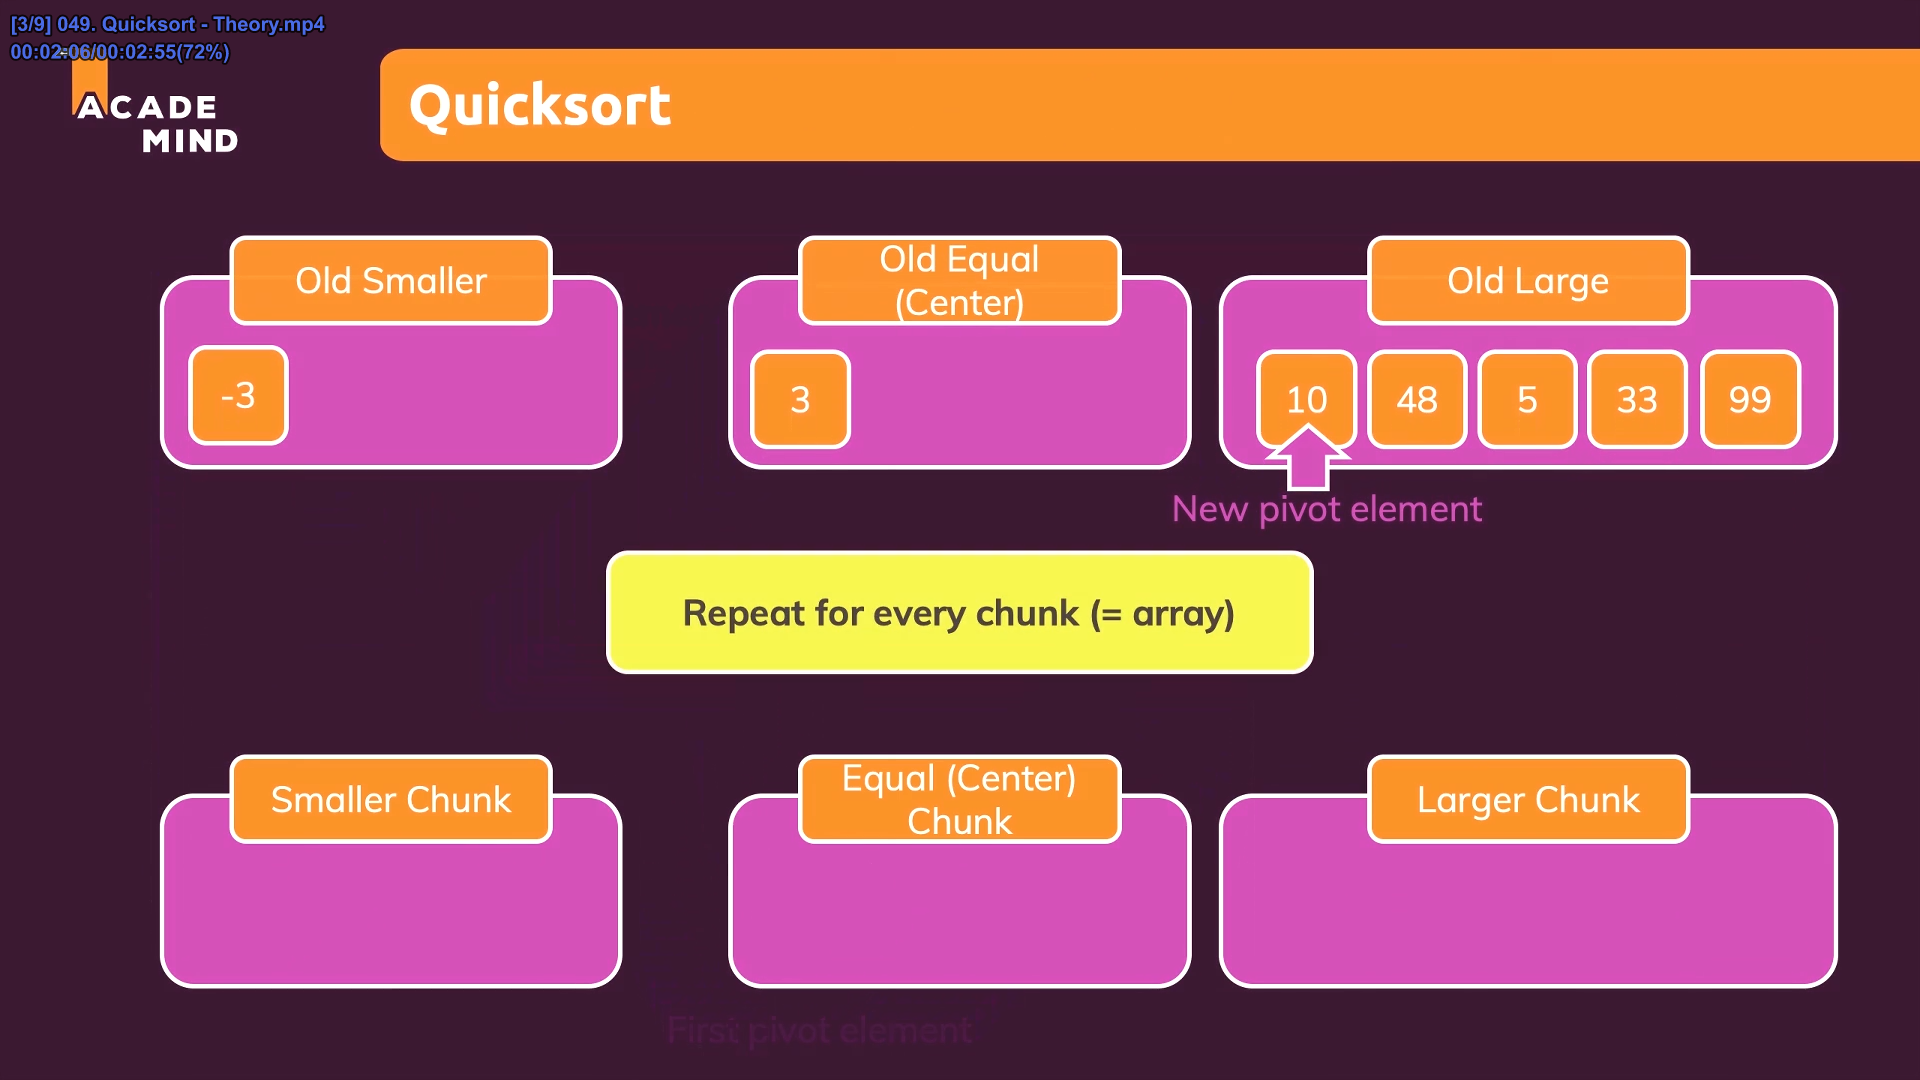 [3/9] 049. Quicksort - Theory.mp4
00:02:06/00:02:55(72%)
ACADE
MIND
Quicksort
Old Smaller
Old Equal
(Center)
Old Large
-3
3
10 48 5 33 99
New pivot element
Repeat for every chunk (= array)
Smaller Chunk
Equal (Center)
Chunk
Larger Chunk
First pivot element